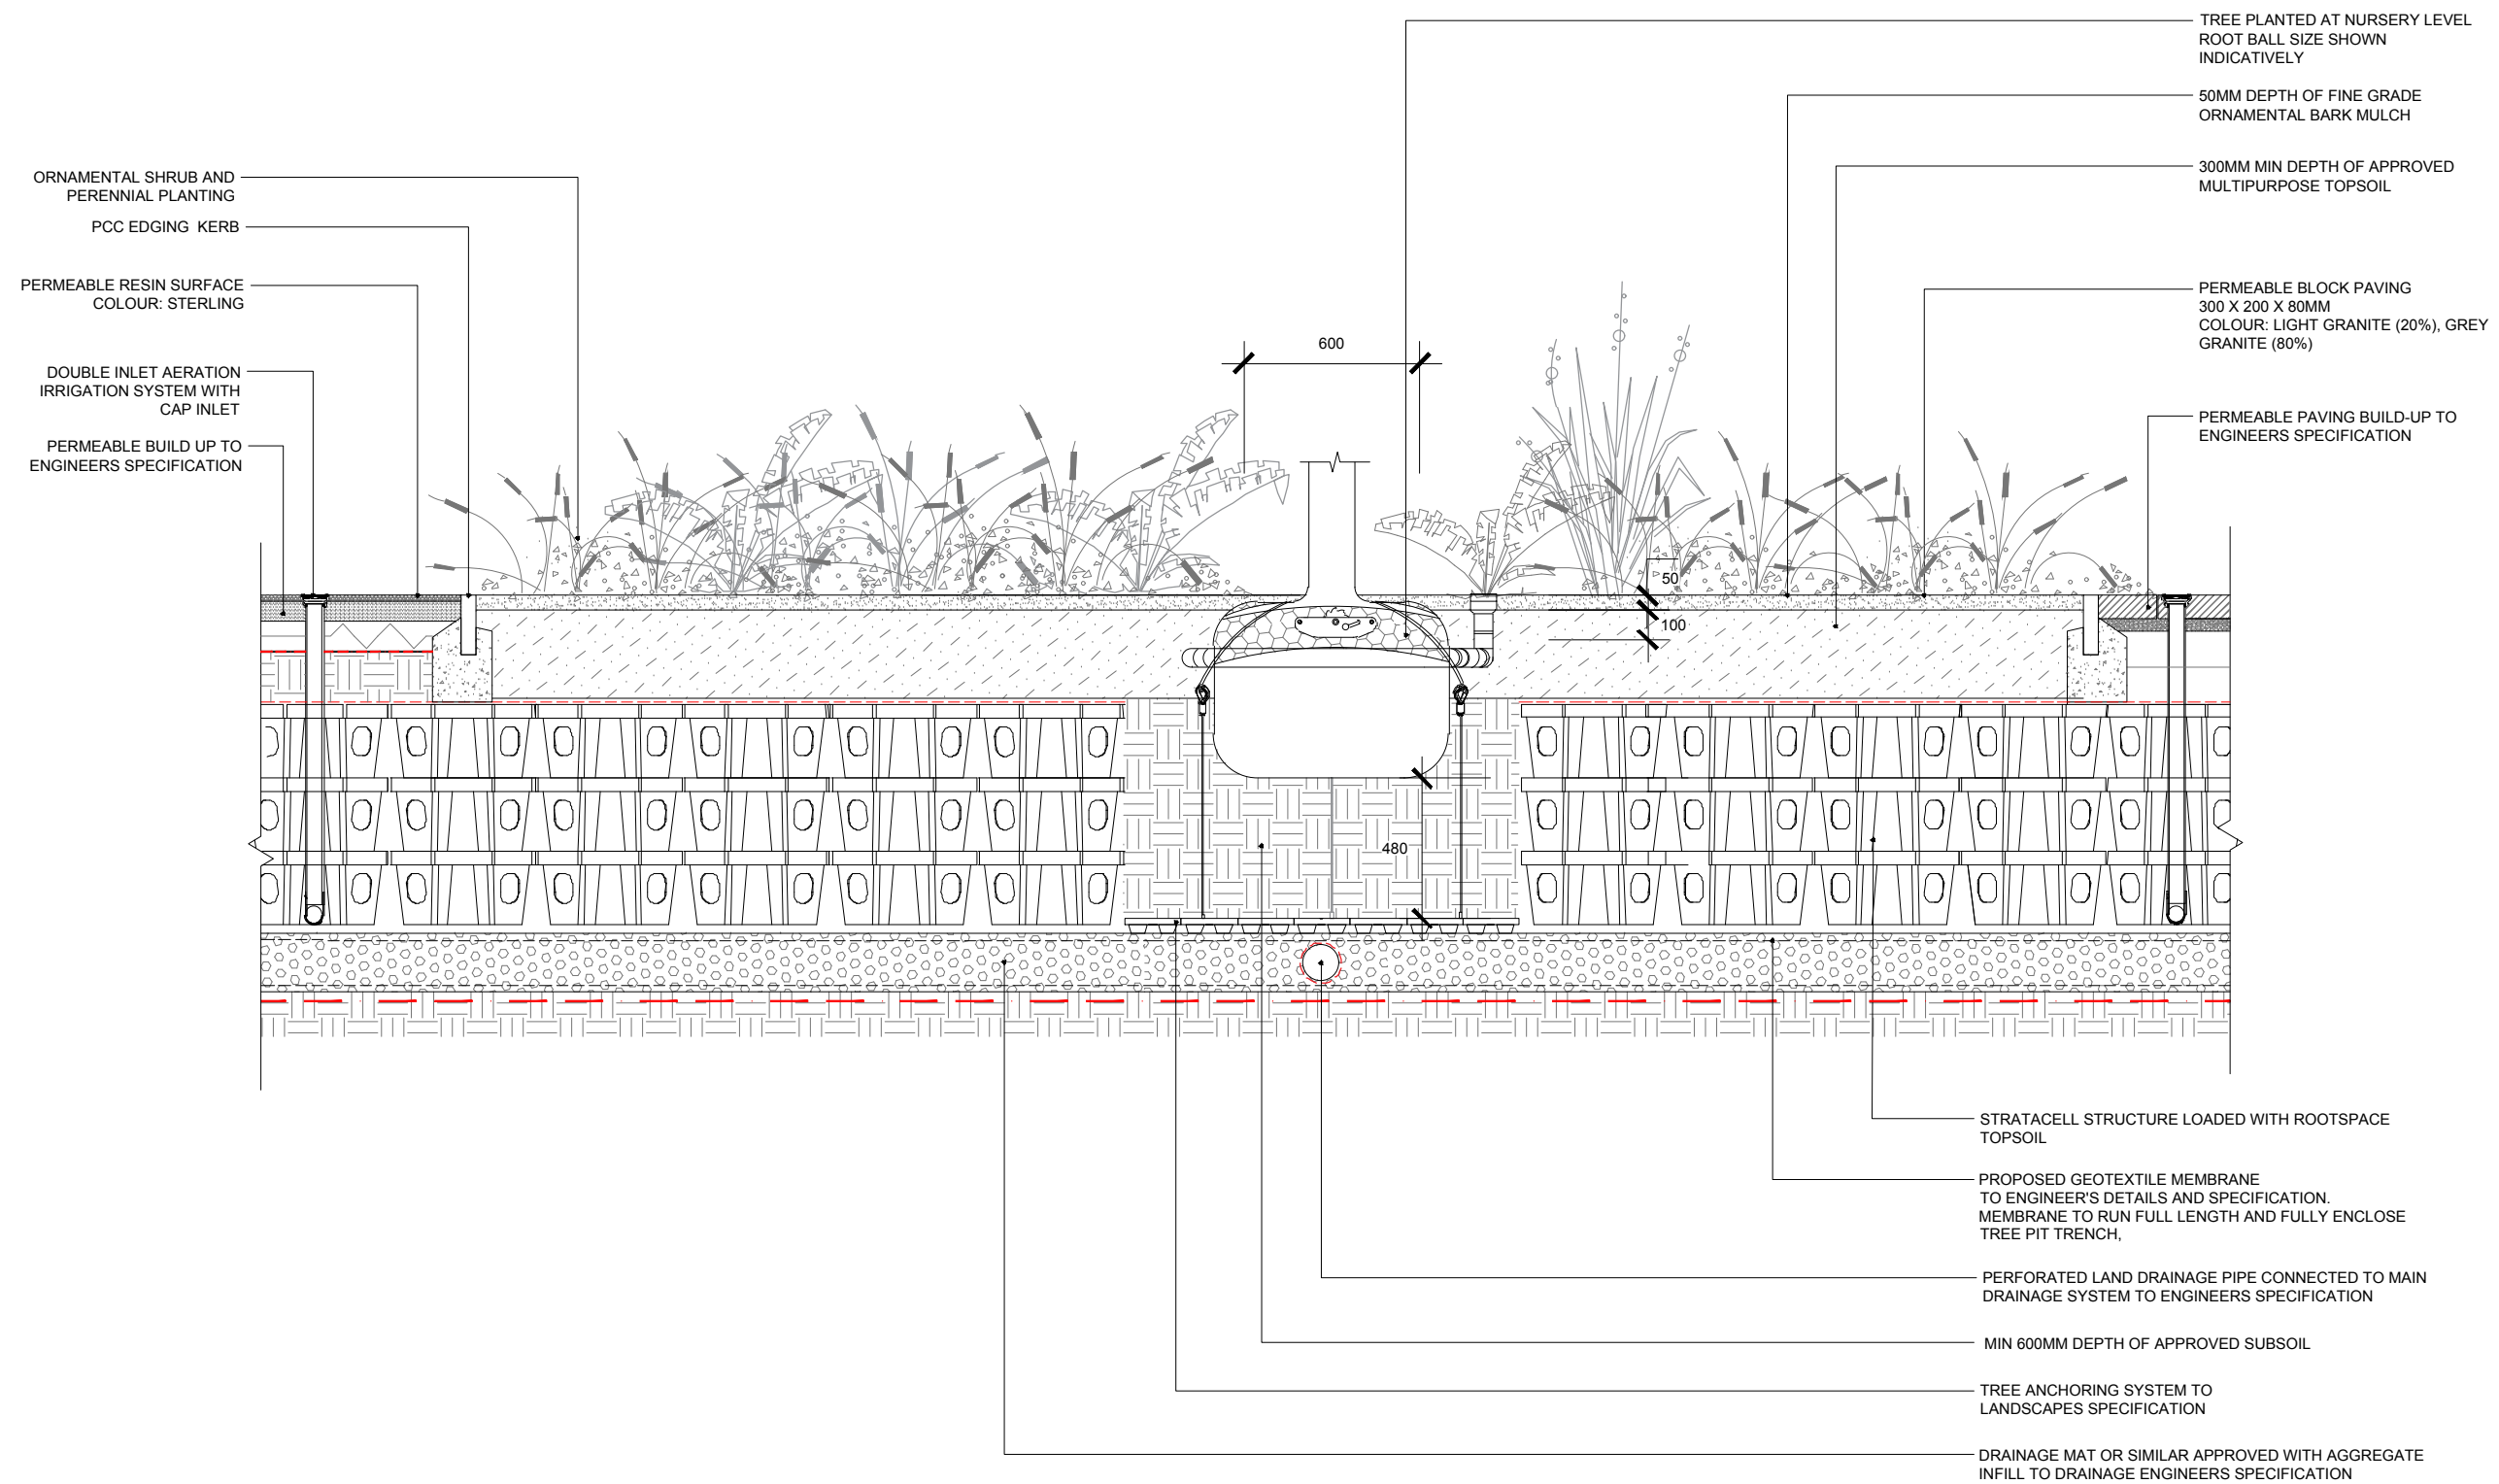 TREE PLANTED AT NURSERY LEVEL
ROOT BALL SIZE SHOWN
INDICATIVELY
50MM DEPTH OF FINE GRADE
ORNAMENTAL BARK MULCH
300MM MIN DEPTH OF APPROVED
MULTIPURPOSE TOPSOIL
ORNAMENTAL SHRUB AND
PERENNIAL PLANTING
PCC EDGING KERB
PERMEABLE RESIN SURFACE
COLOUR: STERLING
PERMEABLE BLOCK PAVING
300 X 200 X 80MM
COLOUR: LIGHT GRANITE (20%), GREY
GRANITE (80%)
DOUBLE INLET AERATION
IRRIGATION SYSTEM WITH
CAP INLET
PERMEABLE BUILD UP TO
ENGINEERS SPECIFICATION
PERMEABLE PAVING BUILD-UP TO
ENGINEERS SPECIFICATION
600
50
100
480
STRATACELL STRUCTURE LOADED WITH ROOTSPACE
TOPSOIL
PROPOSED GEOTEXTILE MEMBRANE
TO ENGINEER'S DETAILS AND SPECIFICATION.
MEMBRANE TO RUN FULL LENGTH AND FULLY ENCLOSE
TREE PIT TRENCH,
PERFORATED LAND DRAINAGE PIPE CONNECTED TO MAIN
DRAINAGE SYSTEM TO ENGINEERS SPECIFICATION
MIN 600MM DEPTH OF APPROVED SUBSOIL
TREE ANCHORING SYSTEM TO
LANDSCAPES SPECIFICATION
DRAINAGE MAT OR SIMILAR APPROVED WITH AGGREGATE
INFILL TO DRAINAGE ENGINEERS SPECIFICATION